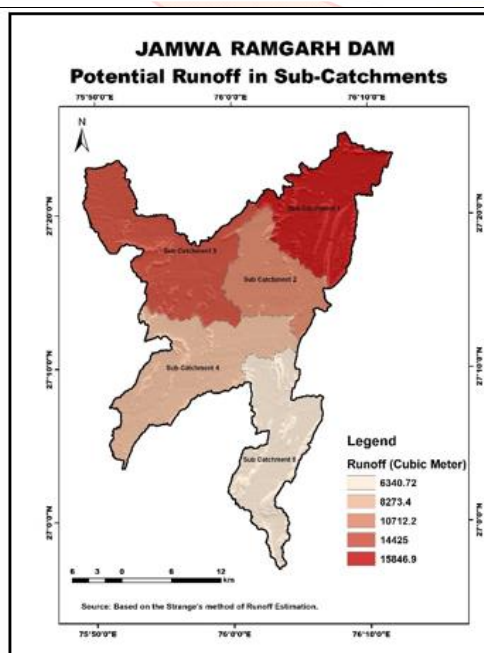 JAMWA RAMGARH DAM
Potential Runoff in Sub-Catchments
75°50'0"E 76°0'0"E 76°10'0"E
N
27°20'0"N 27°20'0"N
Sub-Catchment 1
Sub-Catchment 3
Sub-Catchment 2
27°10'0"N 27°10'0"N
Sub-Catchment 4
Sub Catchment 5
27°0'0"N 27°0'0"N
Legend
Runoff (Cubic Meter)
6340.72
8273.4
10712.2
14425
15846.9
6 3 0 6 12
km
Source: Based on the Strange's method of Runoff Estimation.
75°50'0"E 76°0'0"E 76°10'0"E